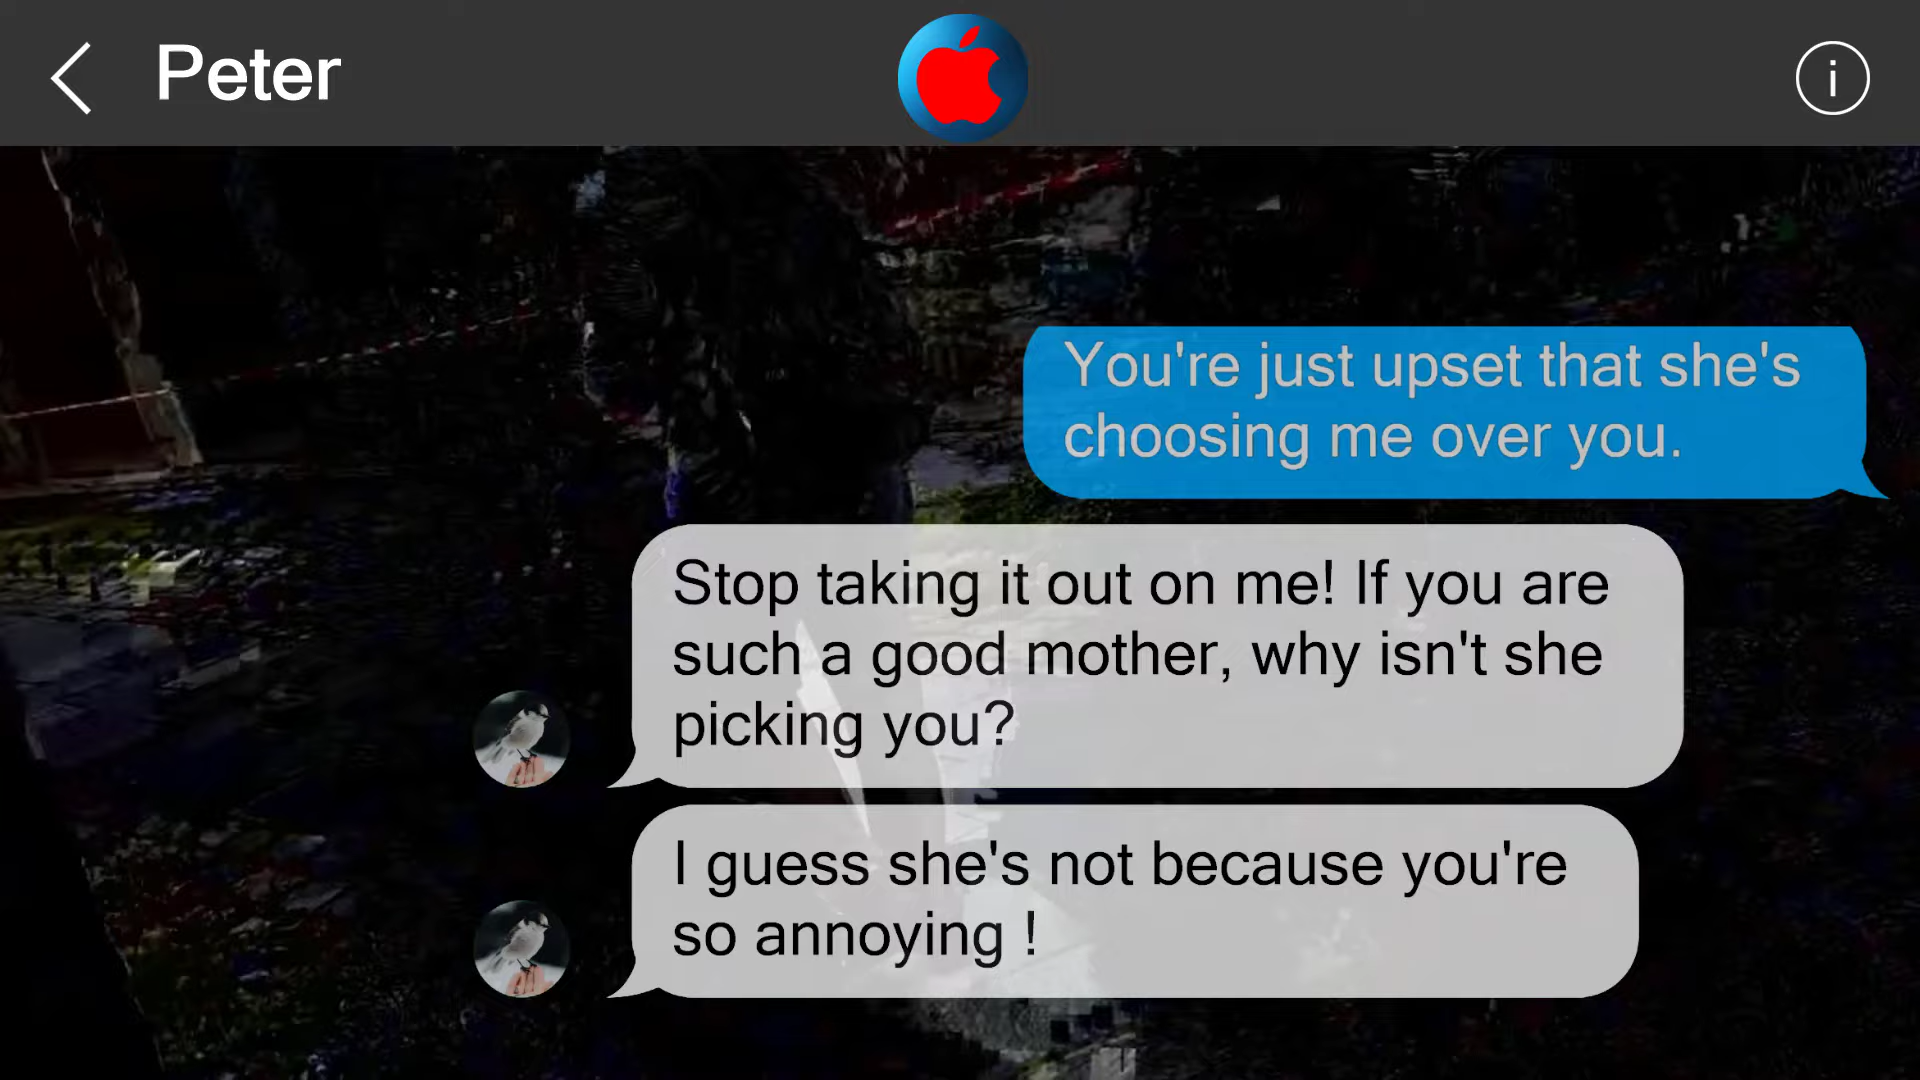 Peter
i
You're just upset that she's
choosing me over you.
Stop taking it out on me! If you are
such a good mother, why isn't she
picking you?
I guess she's not because you're
so annoying !